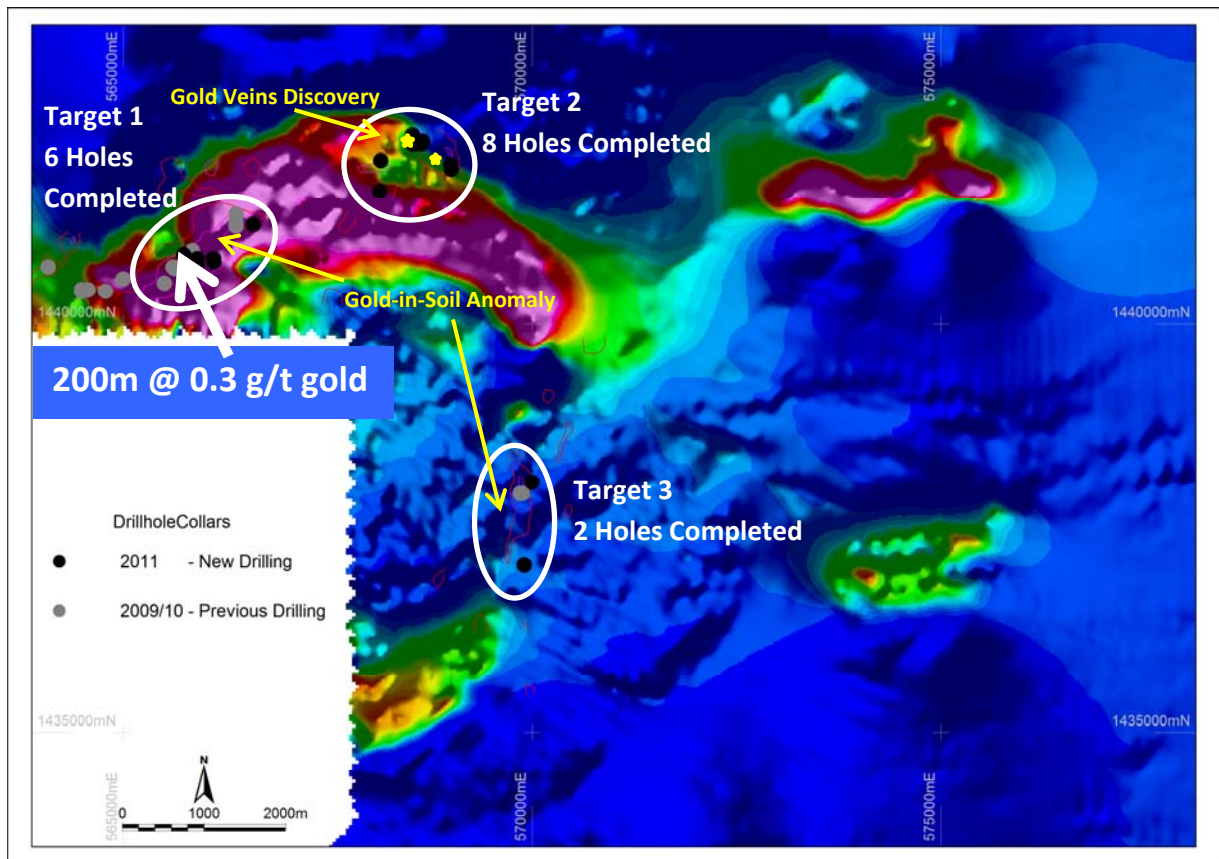 565000mE
570000mE
575000mE
Gold Veins Discovery
Target 1
6 Holes
Completed
Target 2
8 Holes Completed
Gold-in-Soil Anomaly
1440000mN
1440000mN
200m @ 0.3 g/t gold
Target 3
2 Holes Completed
DrillholeCollars
2011 - New Drilling
2009/10 - Previous Drilling
1435000mN
1435000mN
N
0 1000 2000m
565000mE
570000mE
575000mE